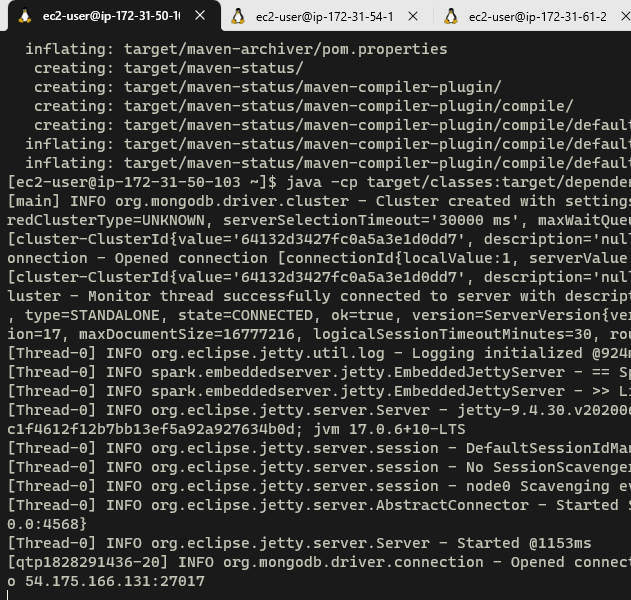 ec2-user@ip-172-31-50-10 ec2-user@ip-172-31-54-1 ec2-user@ip-172-31-61-2
inflating: target/maven-archiver/pom.properties
creating: target/maven-status/
creating: target/maven-status/maven-compiler-plugin/
creating: target/maven-status/maven-compiler-plugin/compile/
creating: target/maven-status/maven-compiler-plugin/compile/defaul
inflating: target/maven-status/maven-compiler-plugin/compile/defau
inflating: target/maven-status/maven-compiler-plugin/compile/defau
[ec2-user@ip-172-31-50-103 ~]$ java -cp target/classes:target/depende
[main] INFO org.mongodb.driver.cluster - Cluster created with setting
redClusterType=UNKNOWN, serverSelectionTimeout='30000 ms', maxWaitQue
[cluster-ClusterId{value='64132d3427fc0a5a3e1d0dd7', description='nul
onnection - Opened connection [connectionId{localValue:1, serverValue
[cluster-ClusterId{value='64132d3427fc0a5a3e1d0dd7', description='nul
luster - Monitor thread successfully connected to server with descript
, type=STANDALONE, state=CONNECTED, ok=true, version=ServerVersion{ve
ion=17, maxDocumentSize=16777216, logicalSessionTimeoutMinutes=30, rou
[Thread-0] INFO org.eclipse.jetty.util.log - Logging initialized @924m
[Thread-0] INFO spark.embeddedserver.jetty.EmbeddedJettyServer - == Sp
[Thread-0] INFO spark.embeddedserver.jetty.EmbeddedJettyServer - >> Li
[Thread-0] INFO org.eclipse.jetty.server.Server - jetty-9.4.30.v20200
c1f4612f12b7bb13ef5a92a927634b0d; jvm 17.0.6+10-LTS
[Thread-0] INFO org.eclipse.jetty.server.session - DefaultSessionIdMa
[Thread-0] INFO org.eclipse.jetty.server.session - No SessionScavenge
[Thread-0] INFO org.eclipse.jetty.server.session - node0 Scavenging e
[Thread-0] INFO org.eclipse.jetty.server.AbstractConnector - Started S
0.0:4568}
[Thread-0] INFO org.eclipse.jetty.server.Server - Started @1153ms
[qtp1828291436-20] INFO org.mongodb.driver.connection - Opened connect
o 54.175.166.131:27017